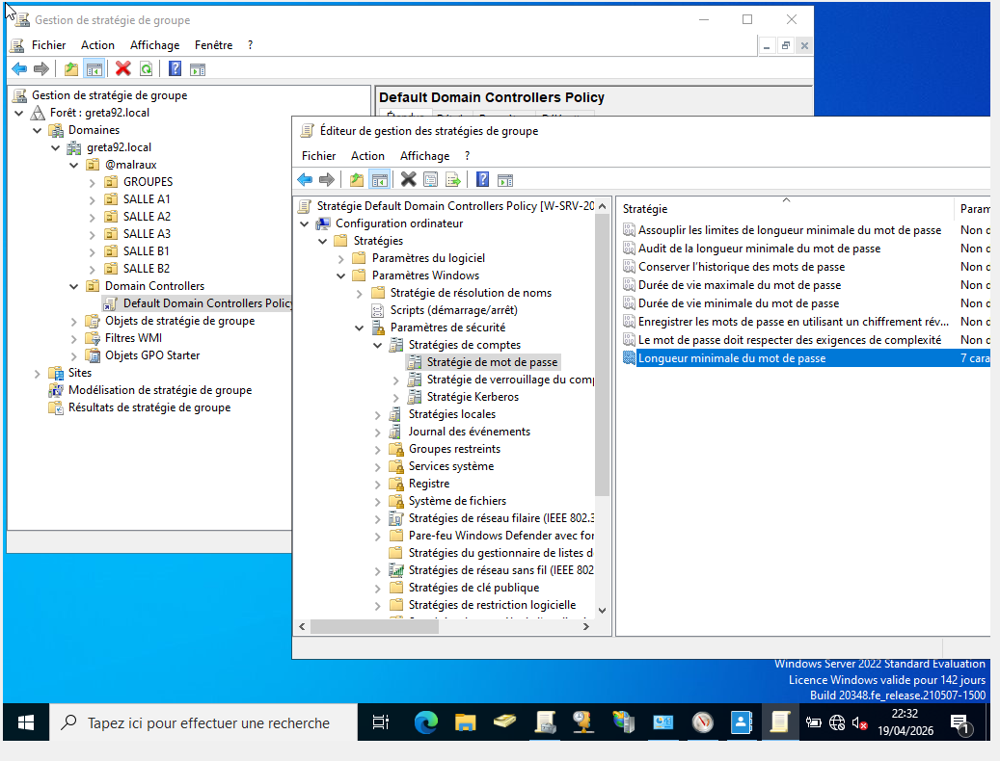 Gestion de stratégie de groupe
Fichier Action Affichage Fenêtre ?
Gestion de stratégie de groupe
Forêt : greta92.local
Domaines
greta92.local
@malraux
GROUPES
SALLE A1
SALLE A2
SALLE A3
SALLE B1
SALLE B2
Domain Controllers
Default Domain Controllers Policy
Objets de stratégie de groupe
Filtres WMI
Objets GPO Starter
Sites
Modélisation de stratégie de groupe
Résultats de stratégie de groupe
Default Domain Controllers Policy
Éditeur de gestion des stratégies de groupe
Fichier Action Affichage ?
Stratégie Default Domain Controllers Policy [W-SRV-20
Configuration ordinateur
Stratégies
Paramètres du logiciel
Paramètres Windows
Stratégie de résolution de noms
Scripts (démarrage/arrêt)
Paramètres de sécurité
Stratégies de comptes
Stratégie de mot de passe
Stratégie de verrouillage du comp
Stratégie Kerberos
Stratégies locales
Journal des événements
Groupes restreints
Services système
Registre
Système de fichiers
Stratégies de réseau filaire (IEEE 802.3
Pare-feu Windows Defender avec for
Stratégies du gestionnaire de listes d
Stratégies de réseau sans fil (IEEE 802
Stratégies de clé publique
Stratégies de restriction logicielle
Stratégie Param
Assouplir les limites de longueur minimale du mot de passe Non d
Audit de la longueur minimale du mot de passe Non d
Conserver l'historique des mots de passe Non d
Durée de vie maximale du mot de passe Non d
Durée de vie minimale du mot de passe Non d
Enregistrer les mots de passe en utilisant un chiffrement rév... Non d
Le mot de passe doit respecter des exigences de complexité Non d
Longueur minimale du mot de passe 7 cara
Windows Server 2022 Standard Evaluation
Licence Windows valide pour 142 jours
Build 20348.fe_release.210507-1500
Tapez ici pour effectuer une recherche
22:32
19/04/2026
1